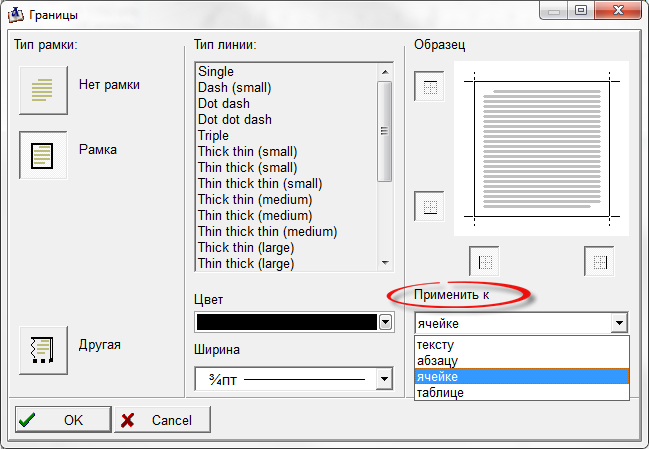 Границы
Тип рамки:
Нет рамки
Рамка
Другая
Тип линии:
Single
Dash (small)
Dot dash
Dot dot dash
Triple
Thick thin (small)
Thin thick (small)
Thin thick thin (small)
Thick thin (medium)
Thin thick (medium)
Thin thick thin (medium)
Thick thin (large)
Thin thick (large)
Цвет
Ширина
¾пт
Образец
Применить к
ячейке
тексту
абзацу
ячейке
таблице
OK
Cancel